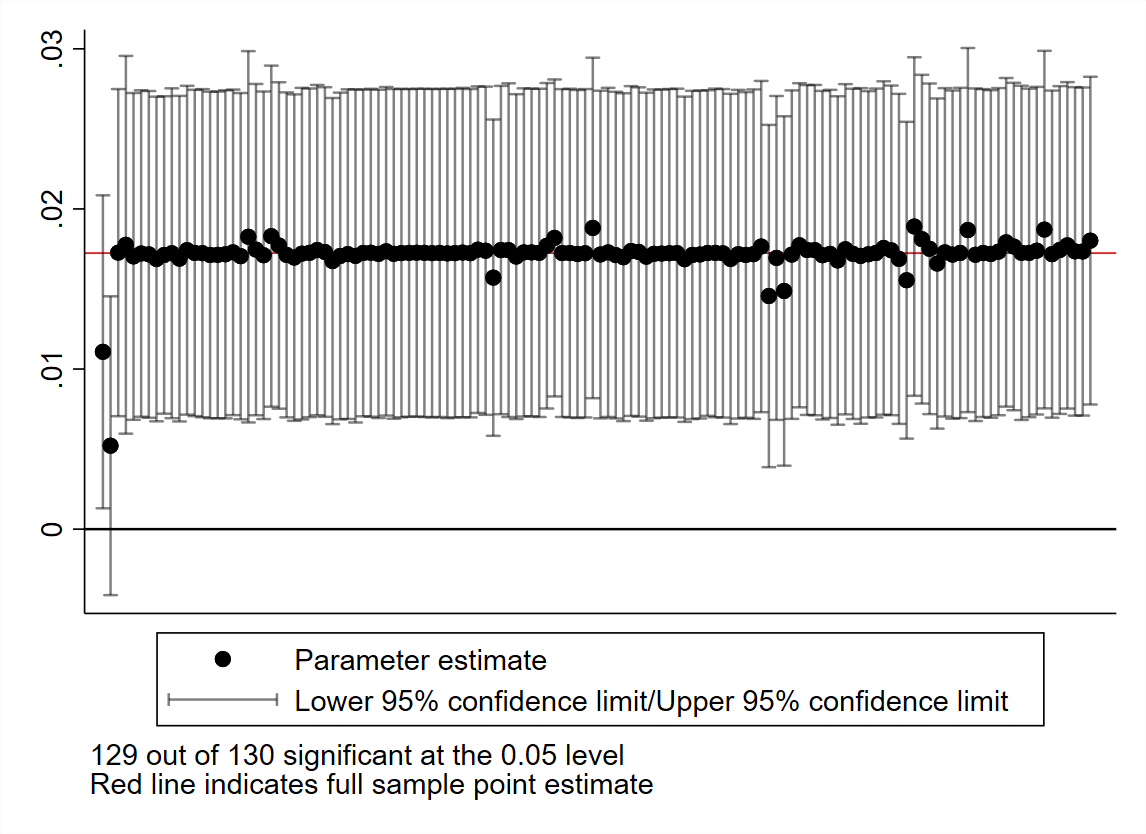 .03
.02
.01
0
Parameter estimate
Lower 95% confidence limit/Upper 95% confidence limit
129 out of 130 significant at the 0.05 level
Red line indicates full sample point estimate